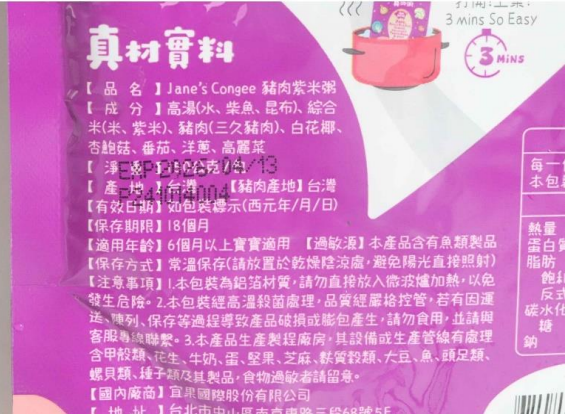 3 mins So Easy
3 MINS
真材實料
【 品 名 】Jane's Congee 豬肉紫米粥
【 成 分 】高湯(水、柴魚、昆布)、綜合
米(米、紫米)、豬肉(三久豬肉)、白花椰、
杏鮑菇、番茄、洋蔥、高麗菜
【 產 地 】台灣 【豬肉產地】台灣
【有效日期】如包裝標示(西元年/月/日)
【保存期限】18個月
【適用年齡】6個月以上寶寶適用 【過敏源】本產品含有魚類製品
【保存方式】常溫保存(請放置於乾燥陰涼處，避免陽光直接照射)
【注意事項】1.本包裝為鋁箔材質，請勿直接放入微波爐加熱，以免
發生危險。2.本包裝經高溫殺菌處理，品質經嚴格控管，若有因運
送、陳列、保存等過程導致產品破損或膨包產生，請勿食用，並請與
客服專線聯繫。3.本產品生產製程廠房，其設備或生產管線有處理
含甲殼類、花生、牛奶、蛋、堅果、芝麻、麩質穀類、大豆、魚、頭足類、
螺貝類、種子類及其製品，食物過敏者請留意。
【國內廠商】宜果國際股份有限公司
每一
本包
熱量
蛋白質
脂肪
碳水化
糖
鈉